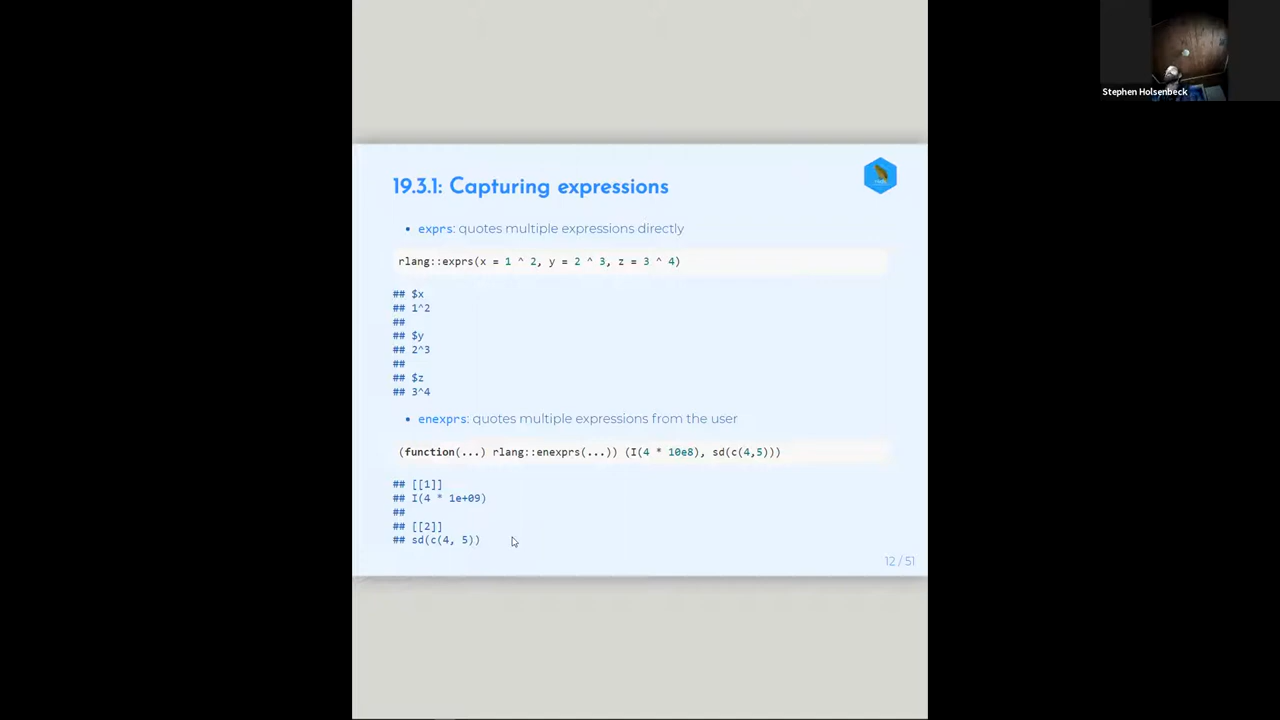 Stephen Holsenbeck
19.3.1: Capturing expressions
• exprs: quotes multiple expressions directly
rlang::exprs(x = 1 ^ 2, y = 2 ^ 3, z = 3 ^ 4)
## $x
## 1^2
##
## $y
## 2^3
##
## $z
## 3^4
• enexprs: quotes multiple expressions from the user
(function(...) rlang::enexprs(...)) (I(4 * 10e8), sd(c(4,5)))
## [[1]]
## I(4 * 1e+09)
##
## [[2]]
## sd(c(4, 5))
12 / 51